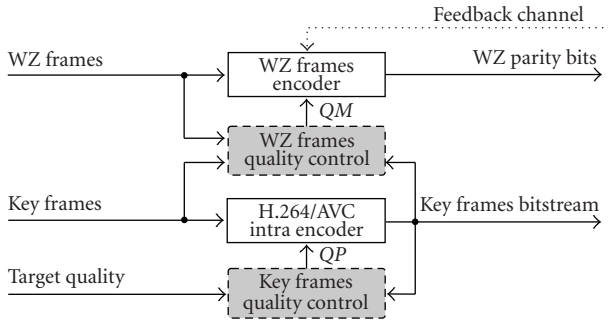 Feedback channel
WZ frames
WZ frames
encoder
WZ parity bits
QM
WZ frames
quality control
Key frames
H.264/AVC
intra encoder
Key frames bitstream
QP
Target quality
Key frames
quality control